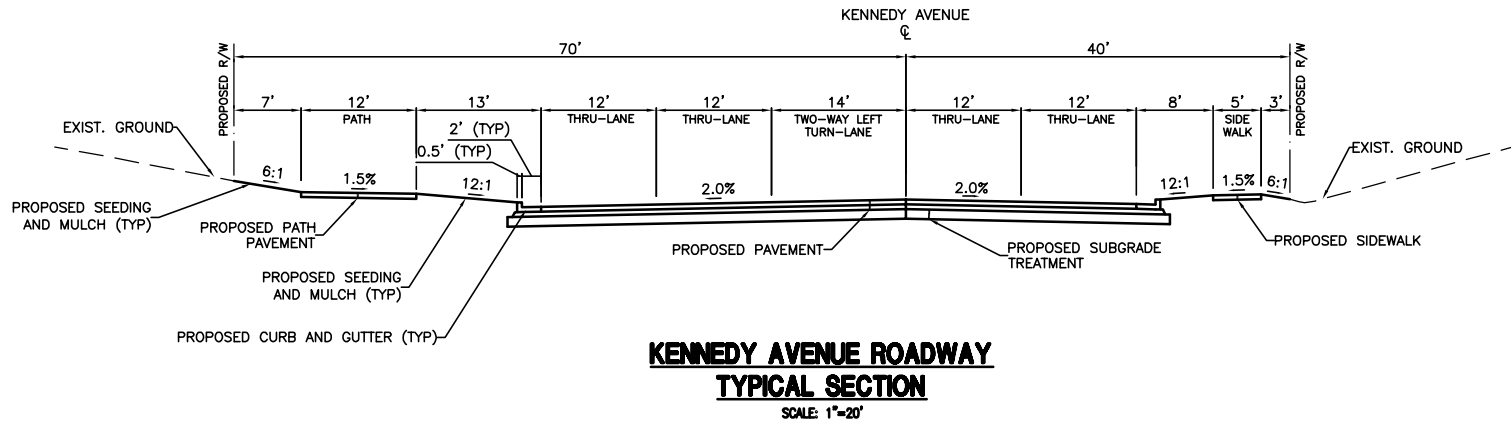 KENNEDY AVENUE
℄
70'
40'
PROPOSED R/W
PROPOSED R/W
7'
12'
13'
12'
12'
14'
12'
12'
8'
5'
3'
PATH
THRU-LANE
THRU-LANE
TWO-WAY LEFT
TURN-LANE
THRU-LANE
THRU-LANE
SIDE
WALK
EXIST. GROUND
2' (TYP)
0.5' (TYP)
EXIST. GROUND
6:1
1.5%
12:1
2.0%
2.0%
12:1
1.5%
6:1
PROPOSED SEEDING
AND MULCH (TYP)
PROPOSED PATH
PAVEMENT
PROPOSED SEEDING
AND MULCH (TYP)
PROPOSED CURB AND GUTTER (TYP)
PROPOSED PAVEMENT
PROPOSED SUBGRADE
TREATMENT
PROPOSED SIDEWALK
KENNEDY AVENUE ROADWAY
TYPICAL SECTION
SCALE: 1"=20'